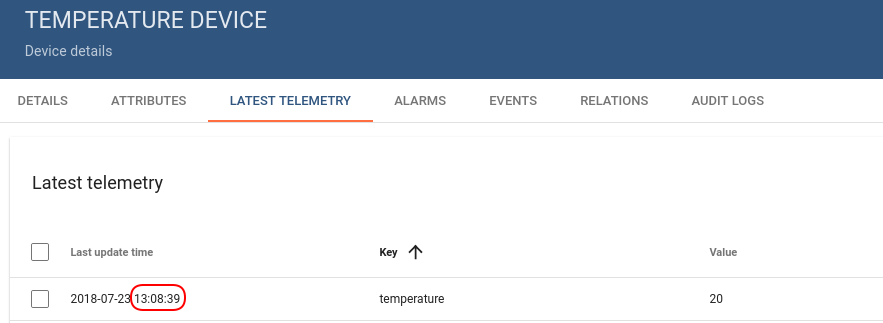 TEMPERATURE DEVICE
Device details
DETAILS ATTRIBUTES LATEST TELEMETRY ALARMS EVENTS RELATIONS AUDIT LOGS
Latest telemetry
Last update time Key Value
2018-07-23 13:08:39 temperature 20